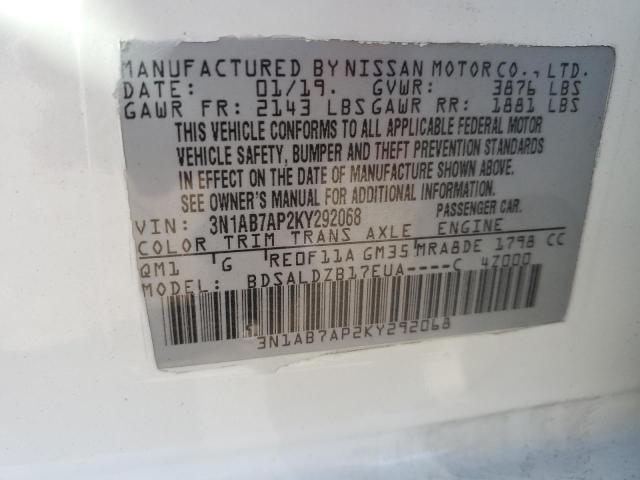 MANUFACTURED BY NISSAN MOTOR CO., LTD.
DATE: 01/19. GVWR: 3876 LBS
GAWR FR: 2143 LBS GAWR RR: 1881 LBS
THIS VEHICLE CONFORMS TO ALL APPLICABLE FEDERAL MOTOR
VEHICLE SAFETY, BUMPER AND THEFT PREVENTION STANDARDS
IN EFFECT ON THE DATE OF MANUFACTURE SHOWN ABOVE.
SEE OWNER'S MANUAL FOR ADDITIONAL INFORMATION.
VIN: 3N1AB7AP2KY292068 PASSENGER CAR.
COLOR TRIM TRANS AXLE ENGINE
QM1 G RE0F11A GM35 MRA8DE 1798 CC
MODEL: BDSALDZB17EUA----C 4Z000
3N1AB7AP2KY292068